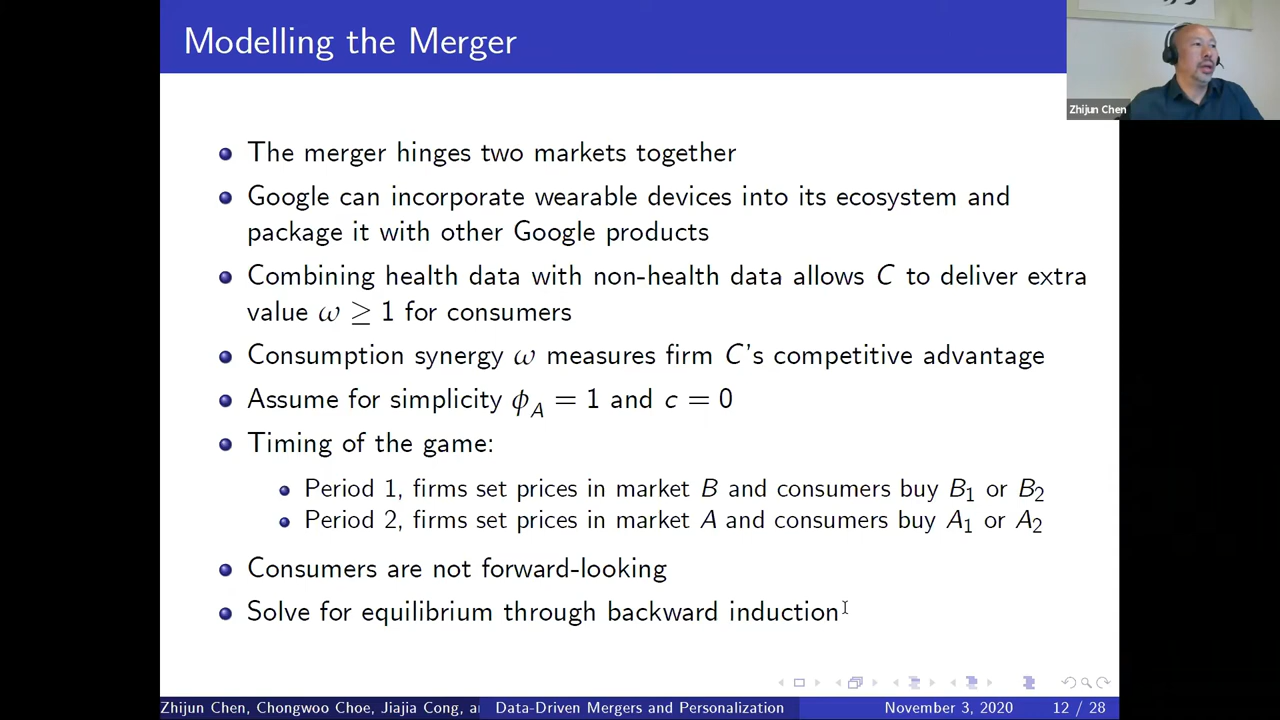 Modelling the Merger
Zhijun Chen
The merger hinges two markets together
Google can incorporate wearable devices into its ecosystem and
package it with other Google products
Combining health data with non-health data allows C to deliver extra
value ω ≥ 1 for consumers
Consumption synergy ω measures firm C's competitive advantage
Assume for simplicity ϕ_A = 1 and c = 0
Timing of the game:
Period 1, firms set prices in market B and consumers buy B₁ or B₂
Period 2, firms set prices in market A and consumers buy A₁ or A₂
Consumers are not forward-looking
Solve for equilibrium through backward induction
Zhijun Chen, Chongwoo Choe, Jiajia Cong, a Data-Driven Mergers and Personalization November 3, 2020 12 / 28